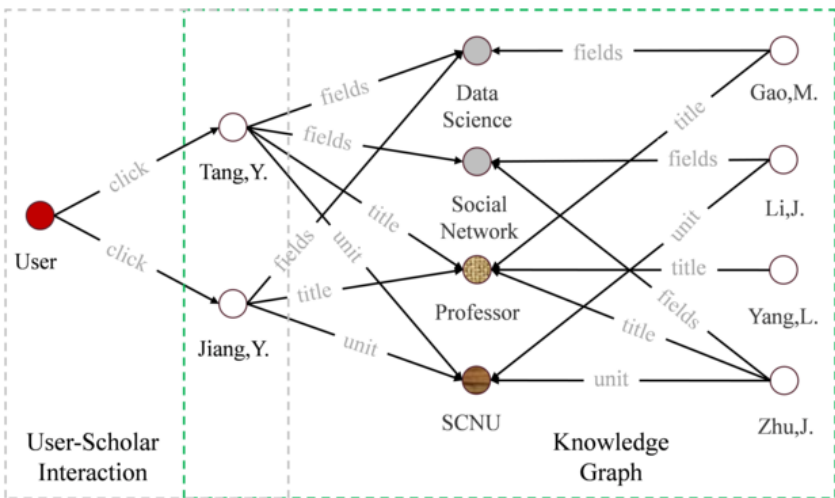 fields
Data
Science
Gao,M.
fields
title
click
Tang,Y.
fields
fields
Social
Network
Li,J.
User
title
unit
unit
click
fields
title
title
Professor
Yang,L.
Jiang,Y.
unit
title
fields
unit
SCNU
Zhu,J.
User-Scholar
Interaction
Knowledge
Graph